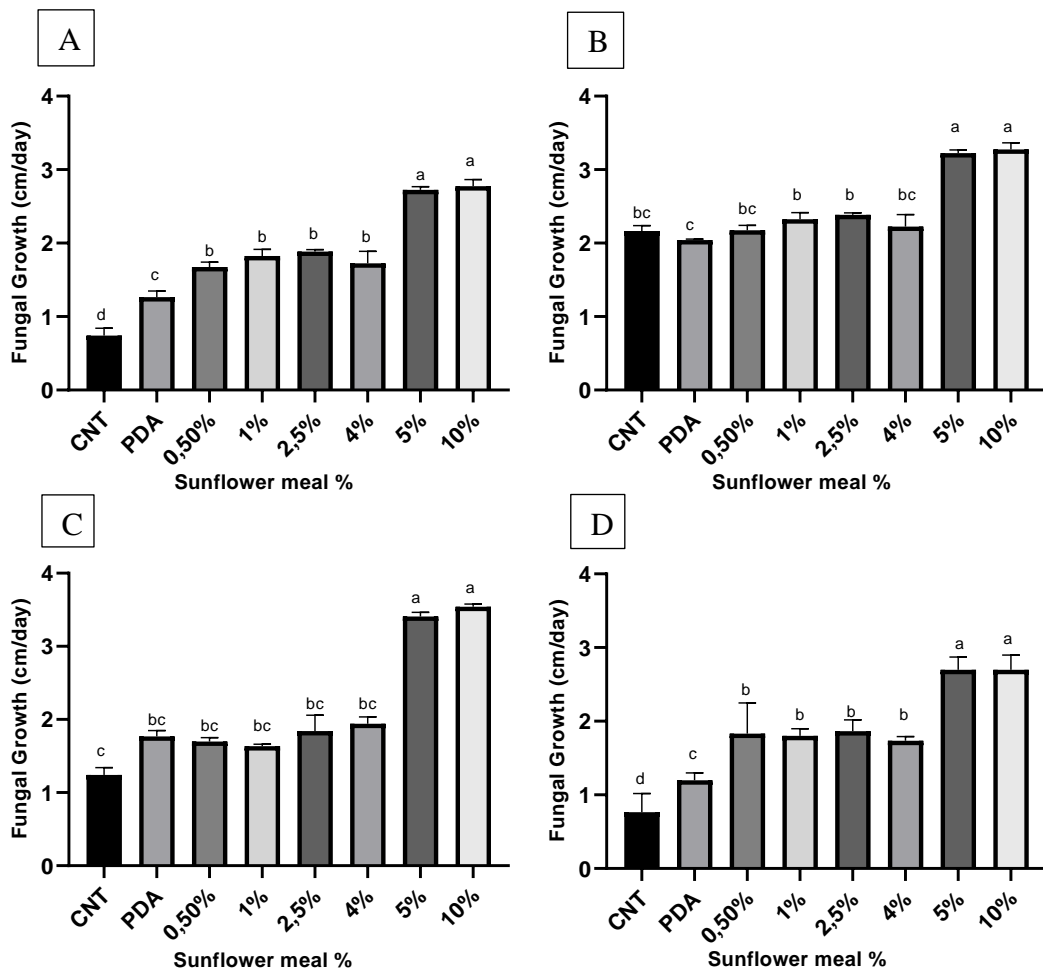 A
Fungal Growth (cm/day)
4
3
2
1
0
d
c
b
b
b
b
a
a
CNT
PDA
0,50%
1%
2,5%
4%
5%
10%
Sunflower meal %
B
Fungal Growth (cm/day)
4
3
2
1
0
bc
c
bc
b
b
bc
a
a
CNT
PDA
0,50%
1%
2,5%
4%
5%
10%
Sunflower meal %
C
Fungal Growth (cm/day)
4
3
2
1
0
c
bc
bc
bc
bc
bc
a
a
CNT
PDA
0,50%
1%
2,5%
4%
5%
10%
Sunflower meal %
D
Fungal Growth (cm/day)
4
3
2
1
0
d
c
b
b
b
b
a
a
CNT
PDA
0,50%
1%
2,5%
4%
5%
10%
Sunflower meal %